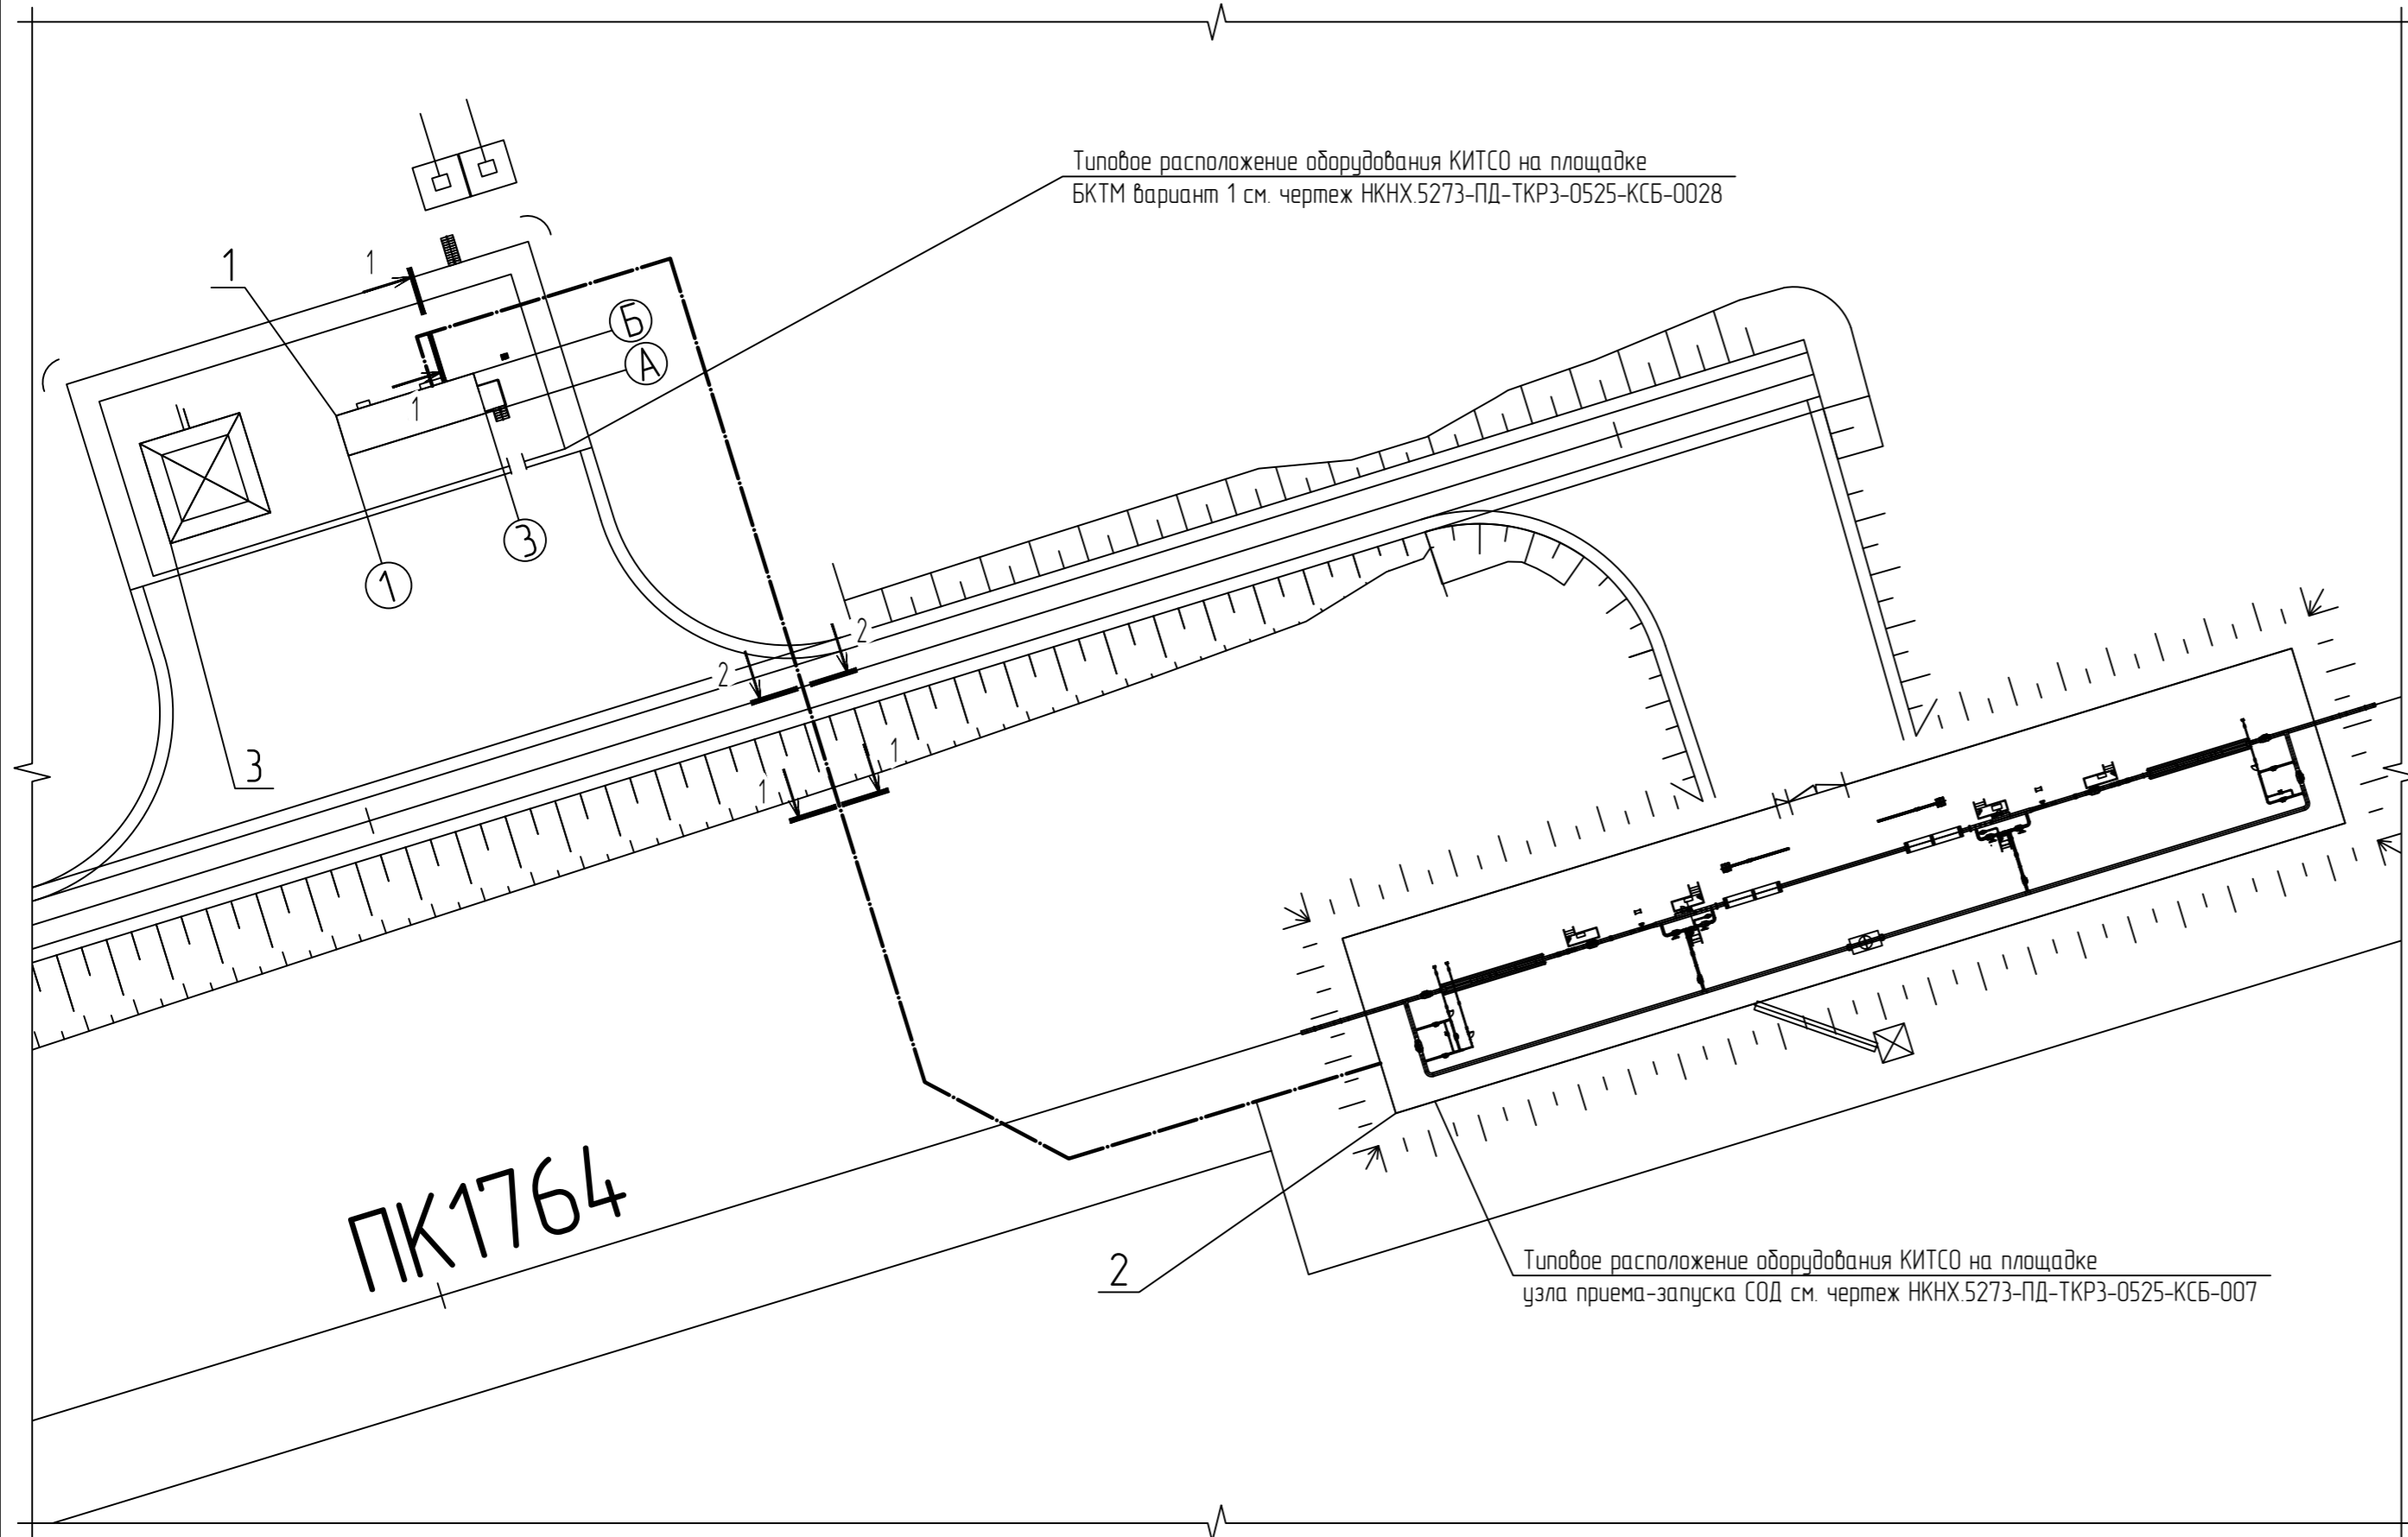 Типовое расположение оборудования КИТСО на площадке
БКТМ вариант 1 см. чертеж НКНХ.5273-ПД-ТКР3-0525-КСБ-0028
1
1
Б
А
1
3
1
2
2
3
1
1
ПК1764
2
Типовое расположение оборудования КИТСО на площадке
узла приема-запуска СОД см. чертеж НКНХ.5273-ПД-ТКР3-0525-КСБ-007